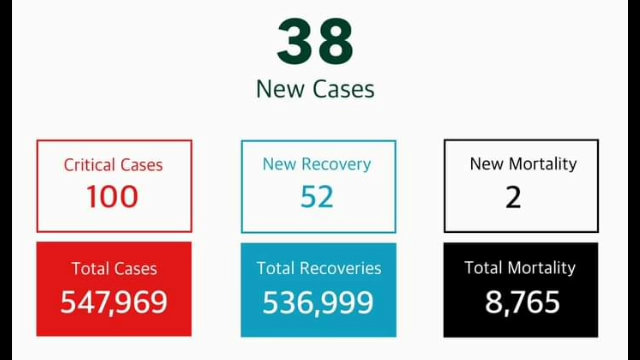 38
New Cases
Critical Cases
100
New Recovery
52
New Mortality
2
Total Cases
547,969
Total Recoveries
536,999
Total Mortality
8,765